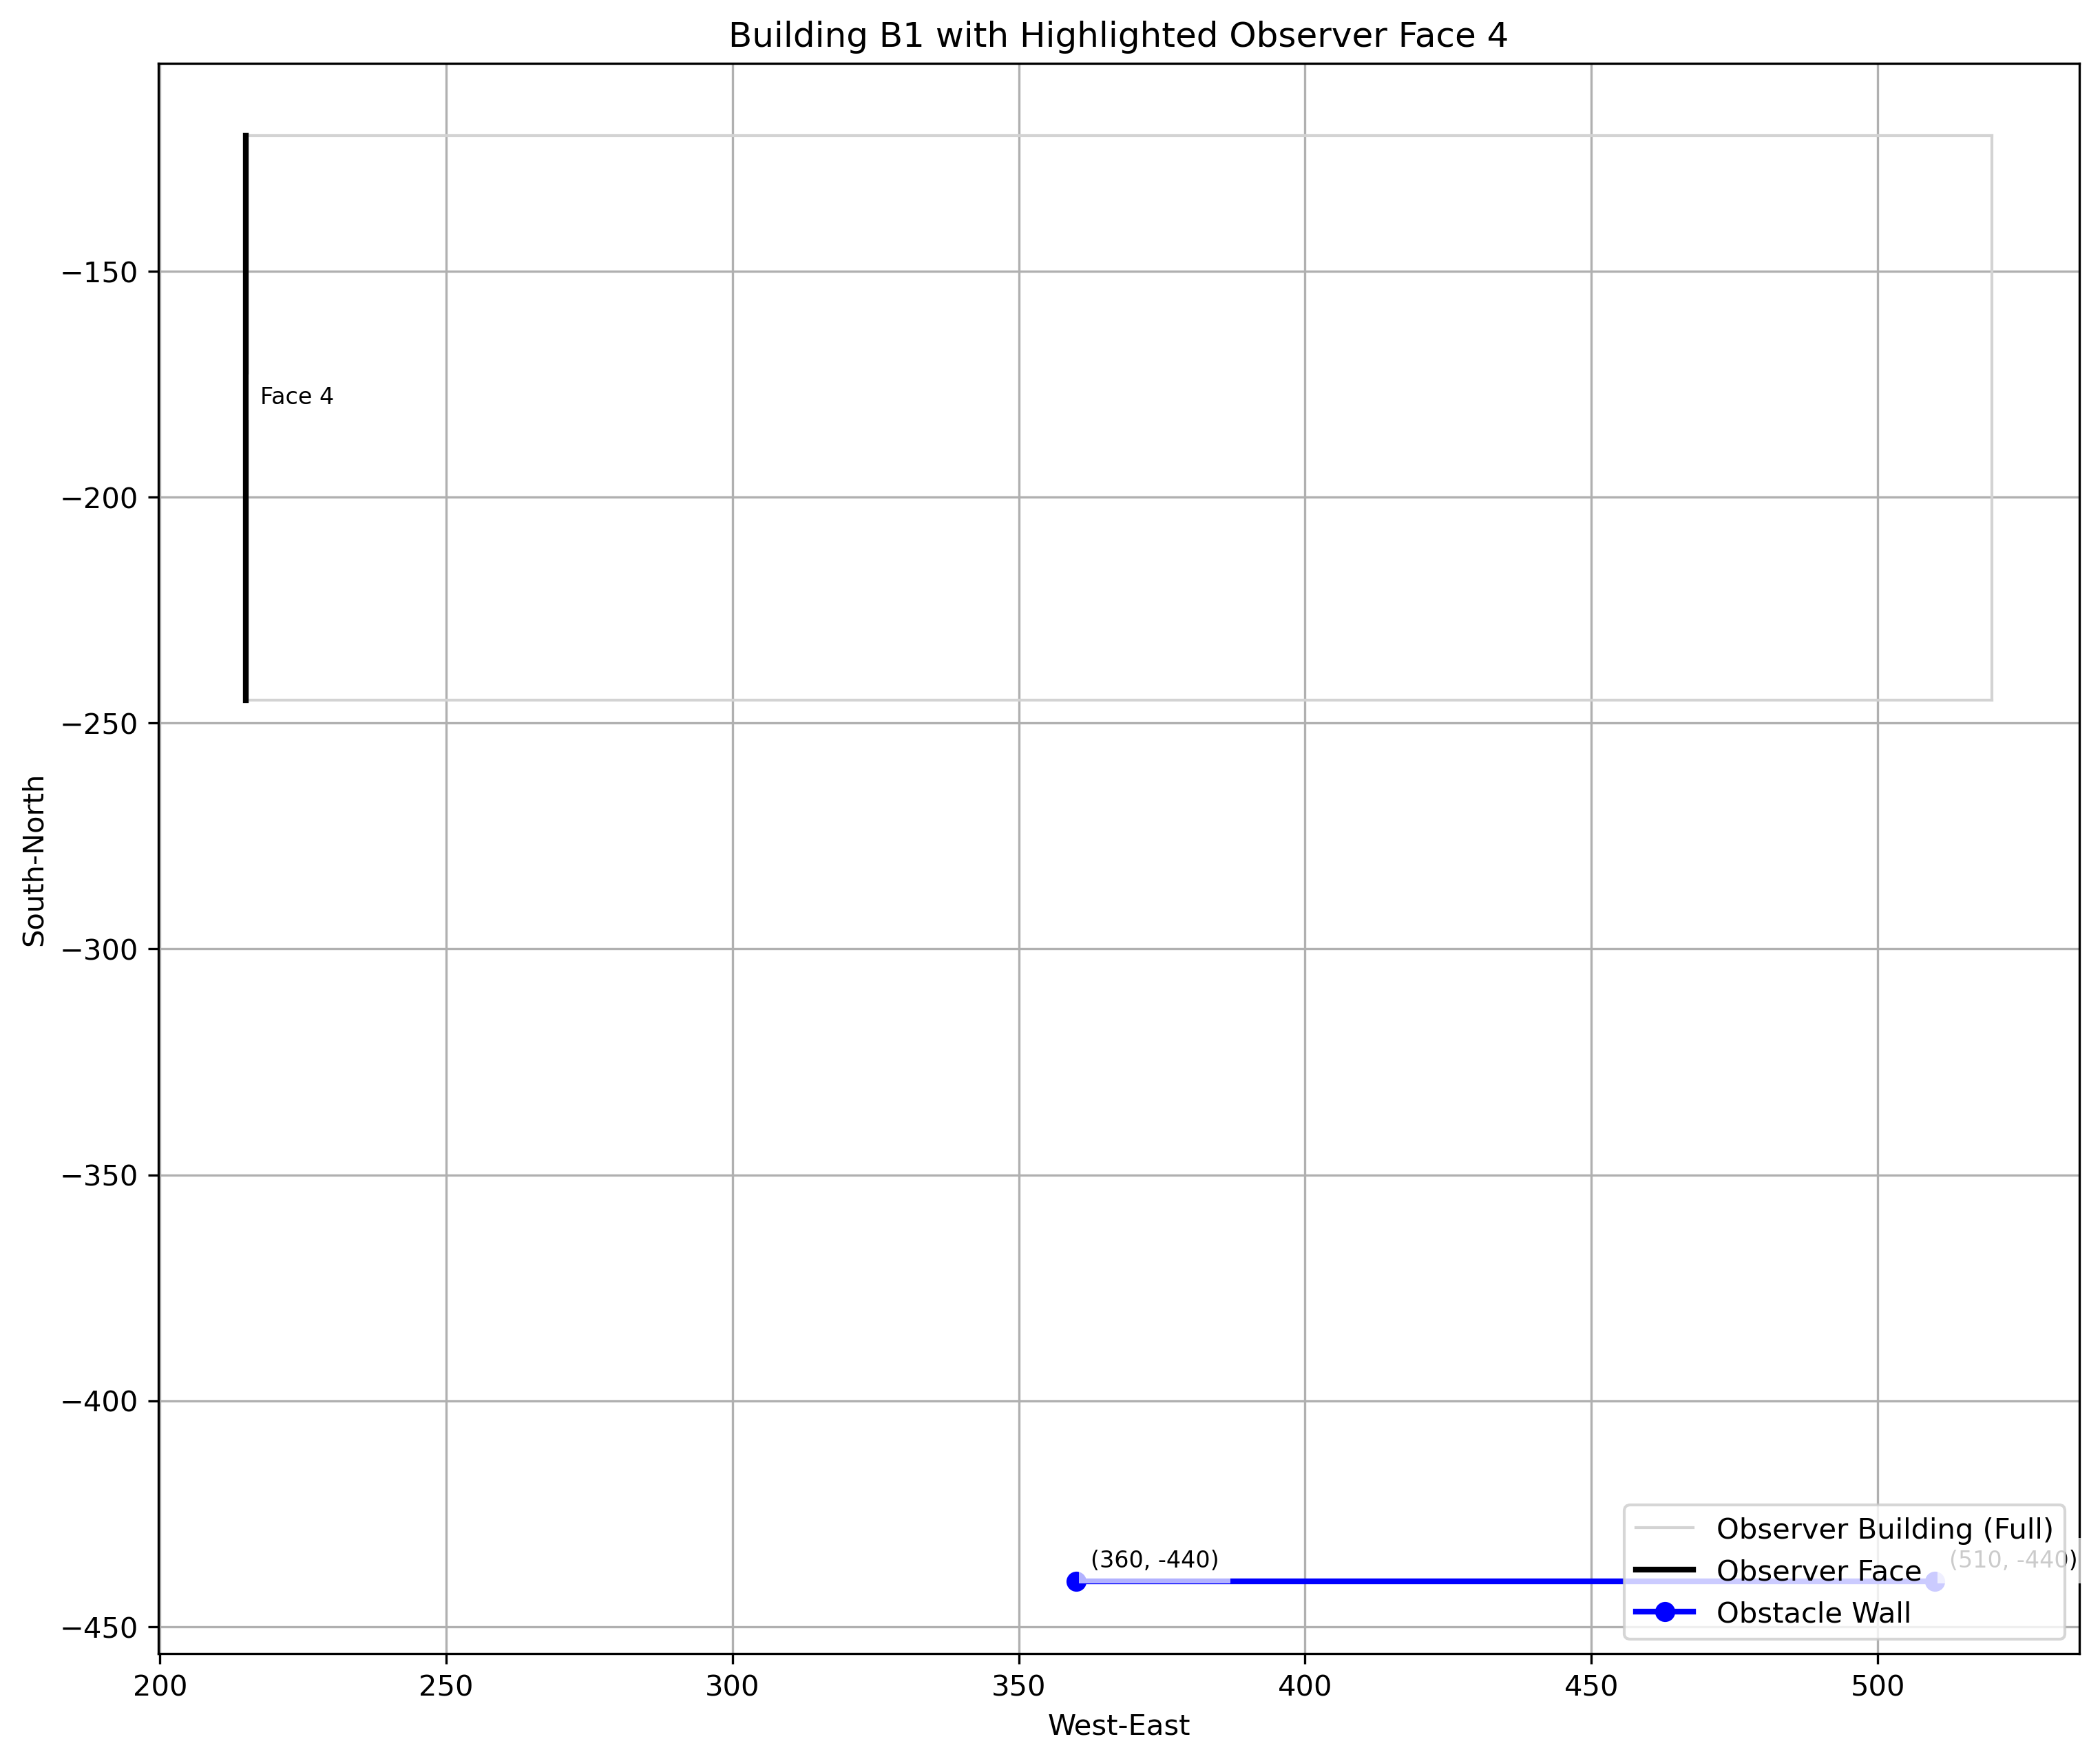 Building B1 with Highlighted Observer Face 4
−150
−200
−250
−300
−350
−400
−450
South-North
Face 4
(360, -440)
(510, -440)
Observer Building (Full)
Observer Face
Obstacle Wall
200
250
300
350
400
450
500
West-East